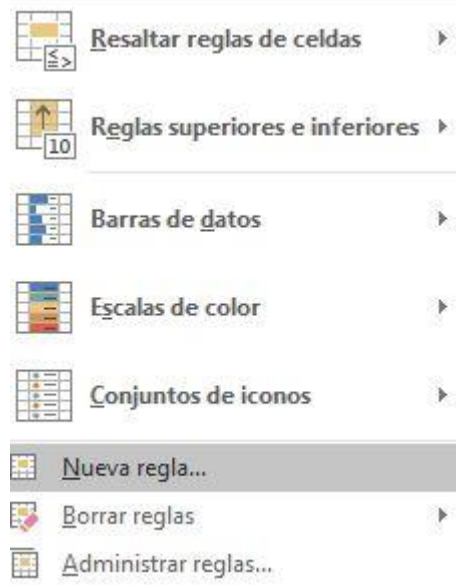 Resaltar reglas de celdas
≤ >
Reglas superiores e inferiores
10
Barras de datos
Escalas de color
Conjuntos de iconos
Nueva regla...
Borrar reglas
Administrar reglas...